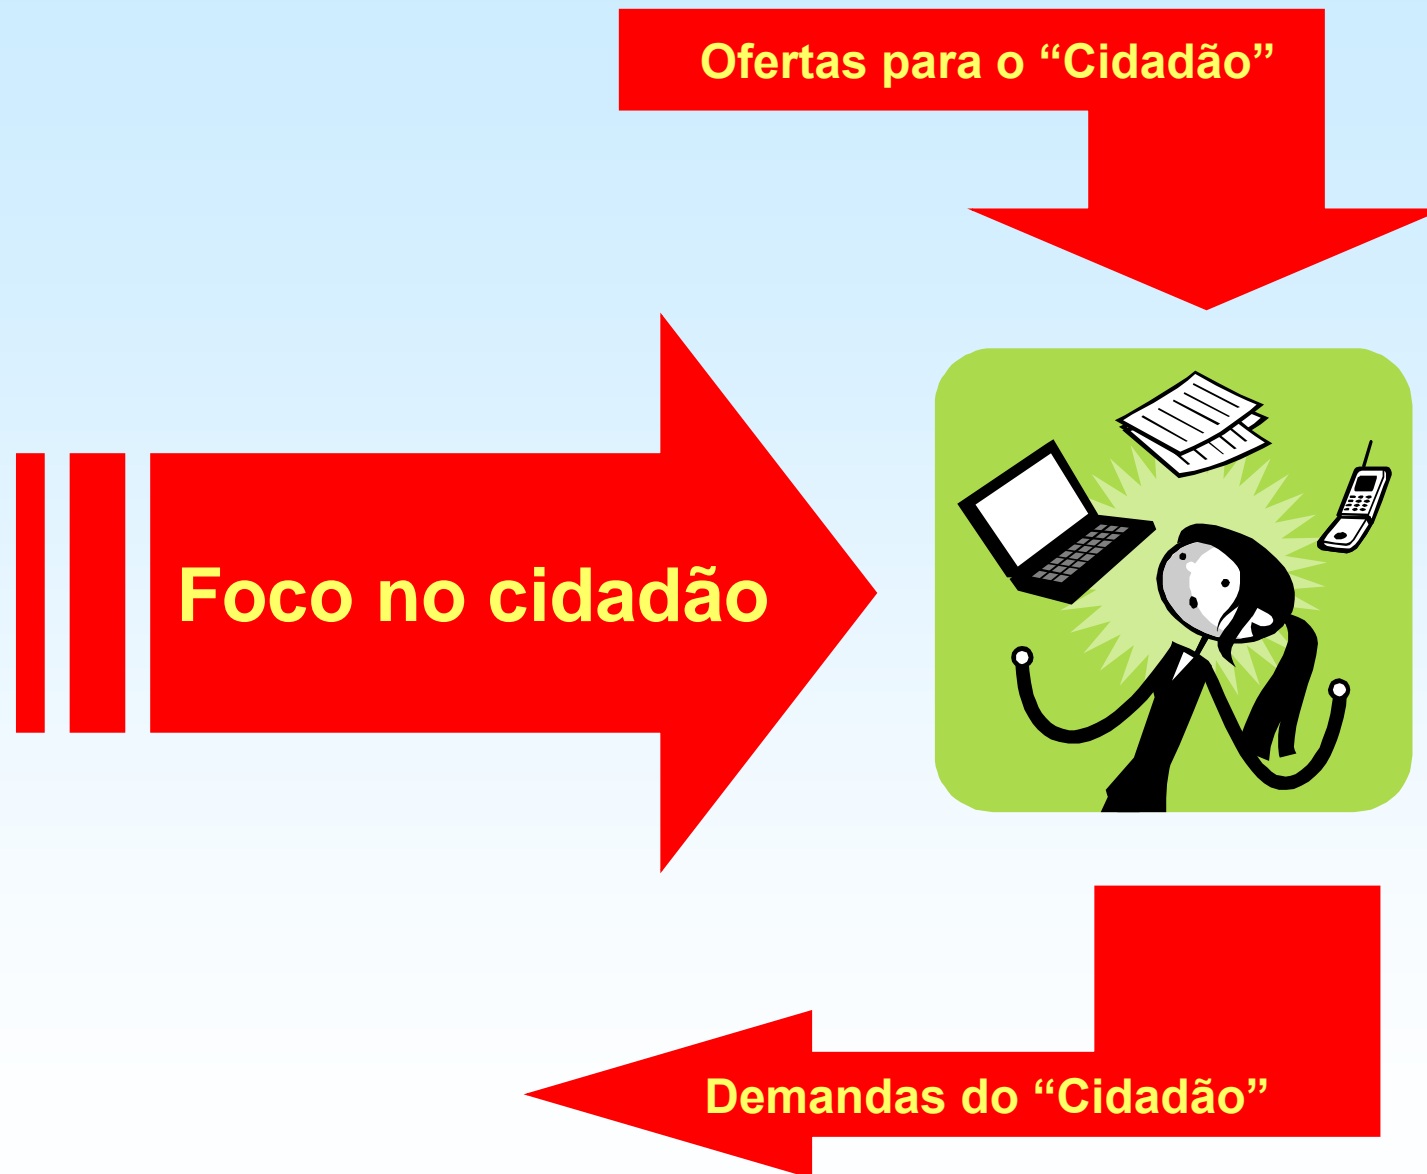 Ofertas para o “Cidadão”
Foco no cidadão
Demandas do “Cidadão”